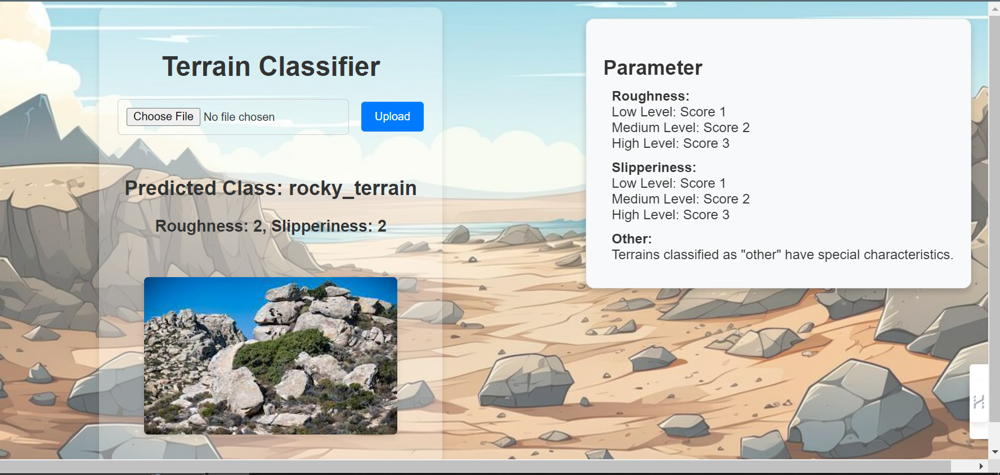 Terrain Classifier
Choose File No file chosen
Upload
Predicted Class: rocky_terrain
Roughness: 2, Slipperiness: 2
Parameter
Roughness:
Low Level: Score 1
Medium Level: Score 2
High Level: Score 3
Slipperiness:
Low Level: Score 1
Medium Level: Score 2
High Level: Score 3
Other:
Terrains classified as "other" have special characteristics.